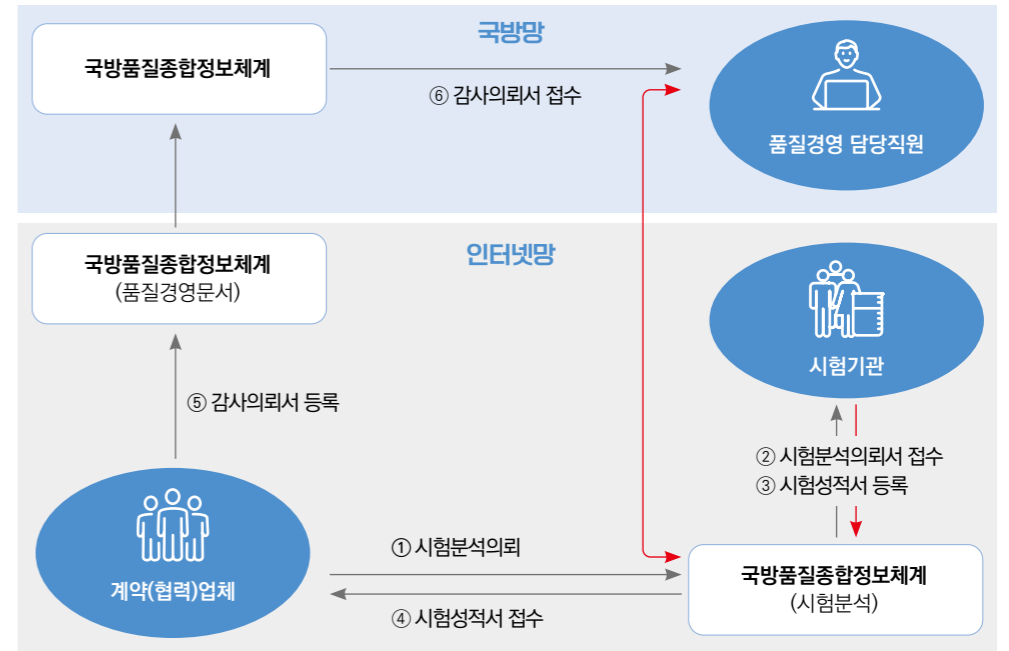 국방망
국방품질종합정보체계
⑥ 감사의뢰서 접수
품질경영 담당직원
인터넷망
국방품질종합정보체계
(품질경영문서)
시험기관
⑤ 감사의뢰서 등록
② 시험분석의뢰서 접수
③ 시험성적서 등록
① 시험분석의뢰
계약(협력)업체
국방품질종합정보체계
(시험분석)
④ 시험성적서 접수